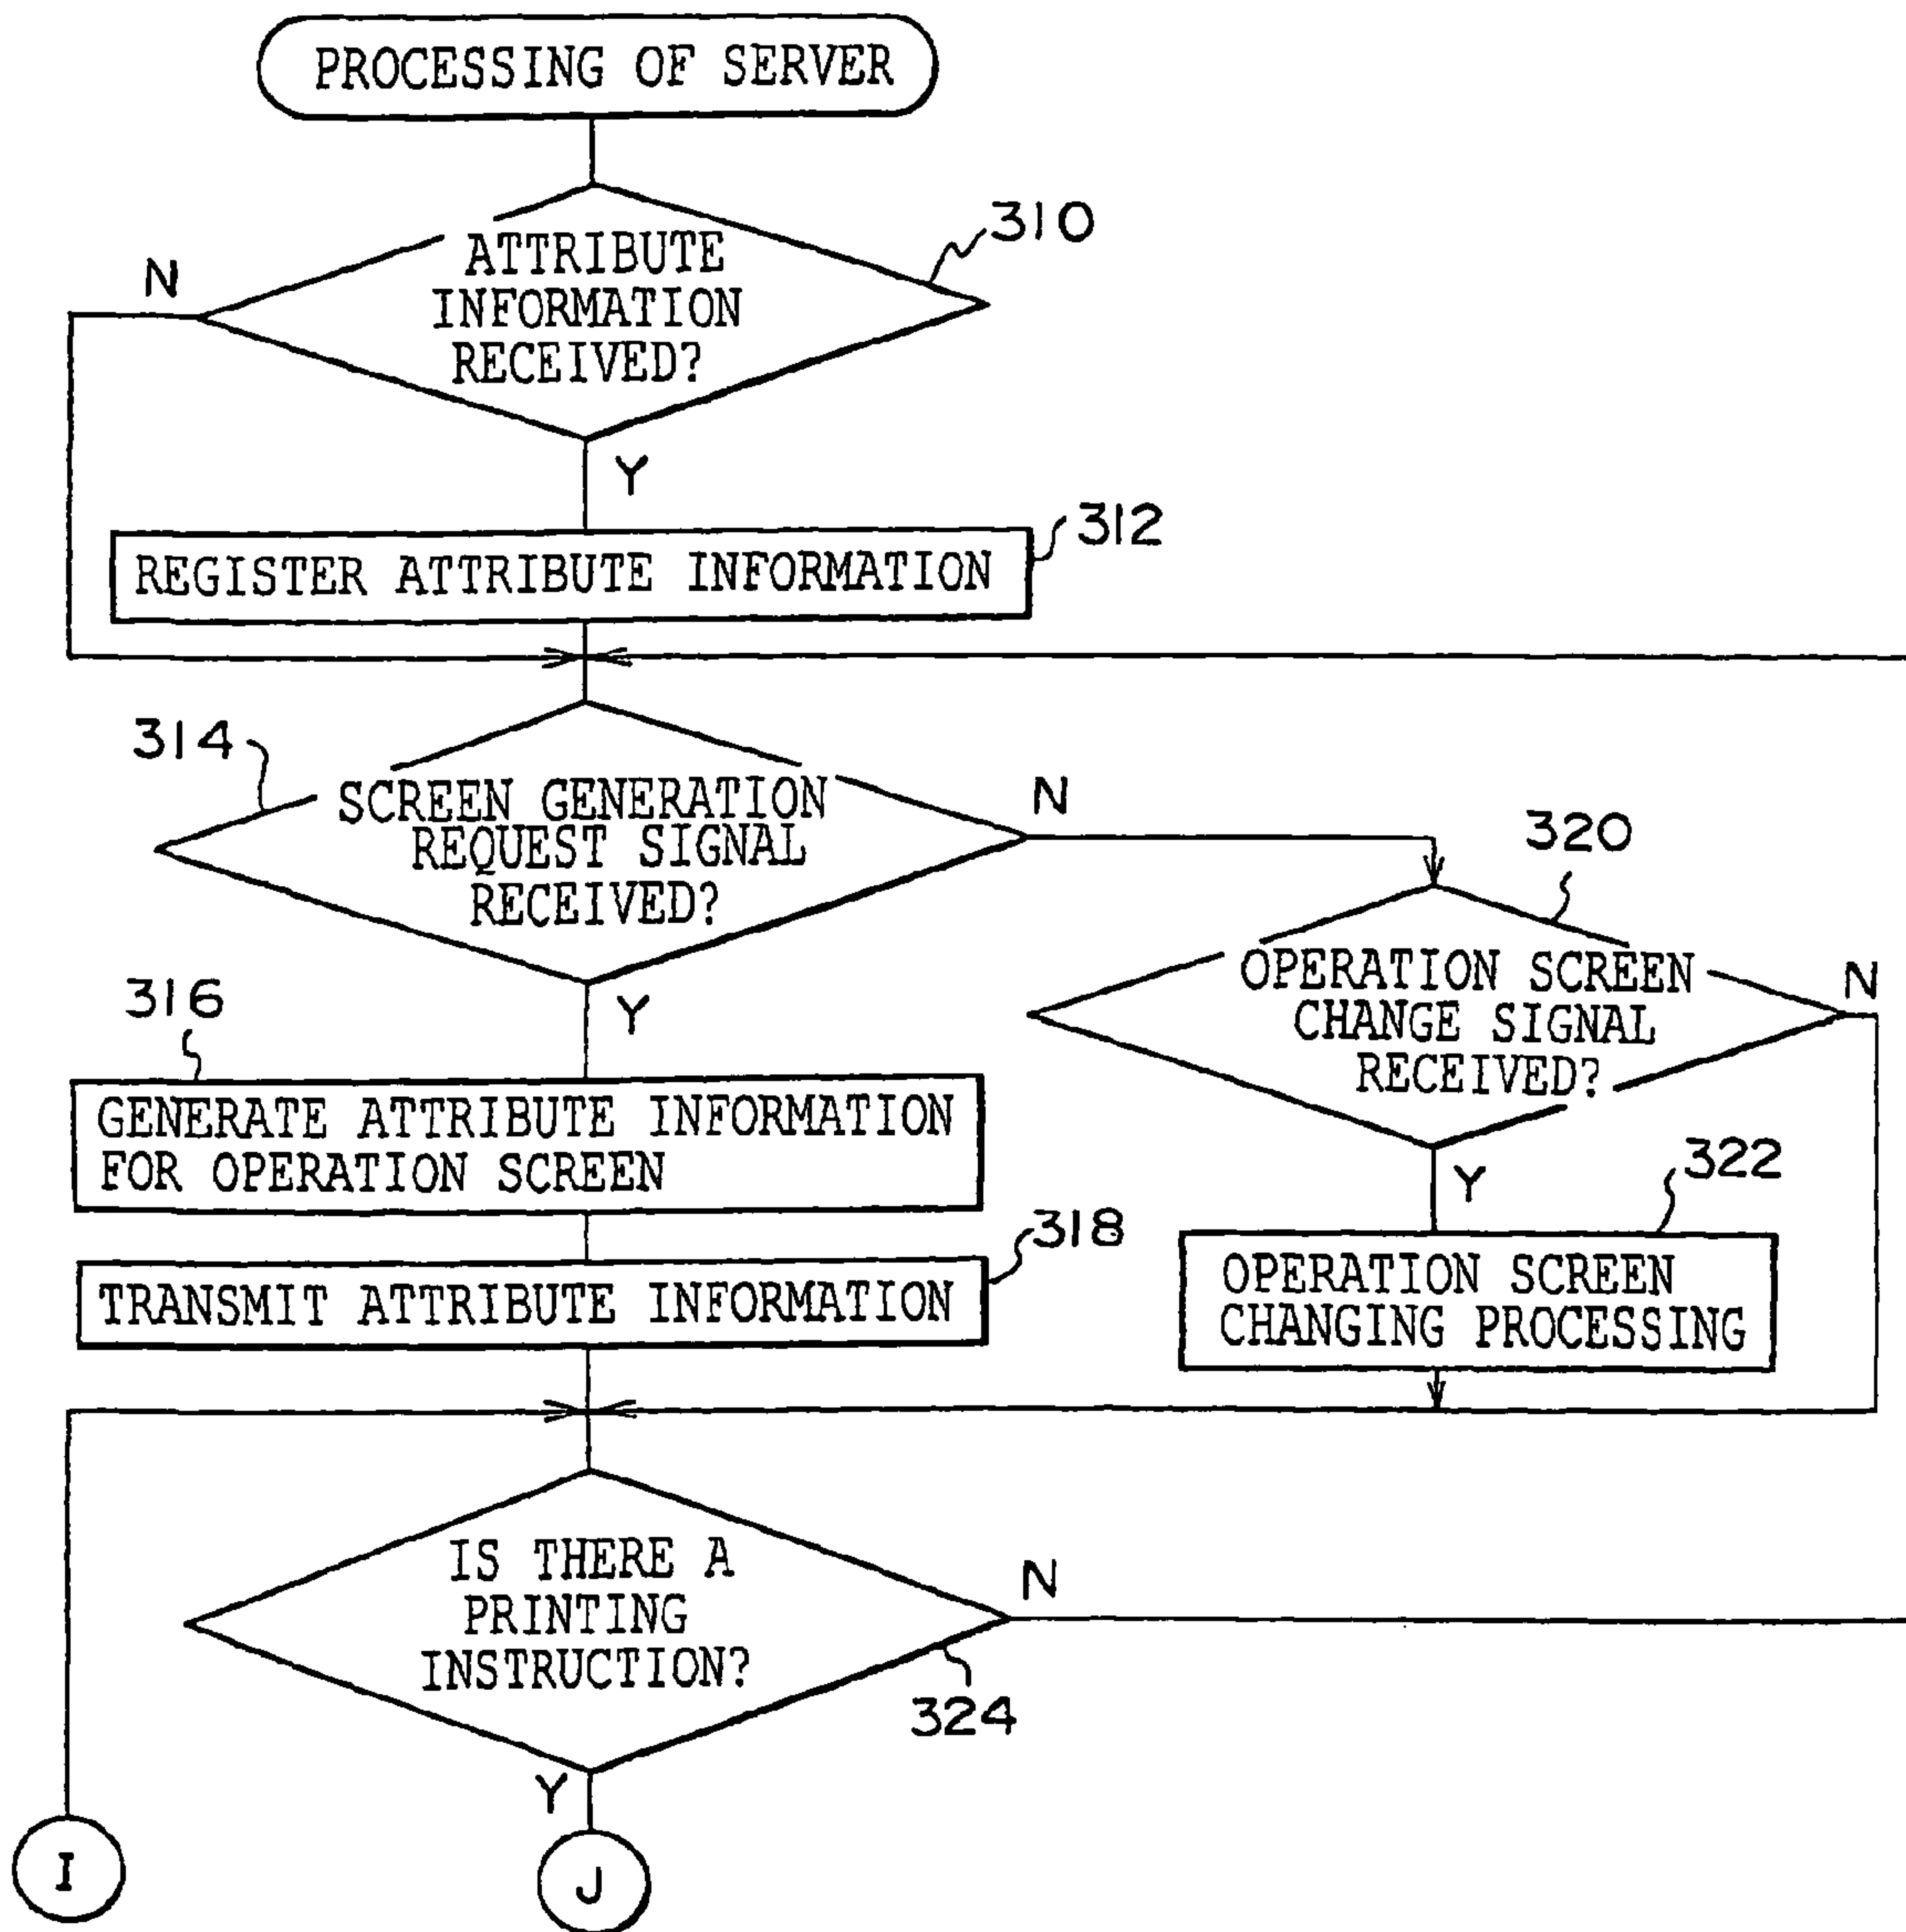 PROCESSING OF SERVER
310
ATTRIBUTE
INFORMATION
RECEIVED?
N
Y
312
REGISTER ATTRIBUTE INFORMATION
314
SCREEN GENERATION
REQUEST SIGNAL
RECEIVED?
N
Y
320
OPERATION SCREEN
CHANGE SIGNAL
RECEIVED?
N
Y
316
GENERATE ATTRIBUTE INFORMATION
FOR OPERATION SCREEN
318
TRANSMIT ATTRIBUTE INFORMATION
322
OPERATION SCREEN
CHANGING PROCESSING
IS THERE A
PRINTING
INSTRUCTION?
N
324
Y
I
J